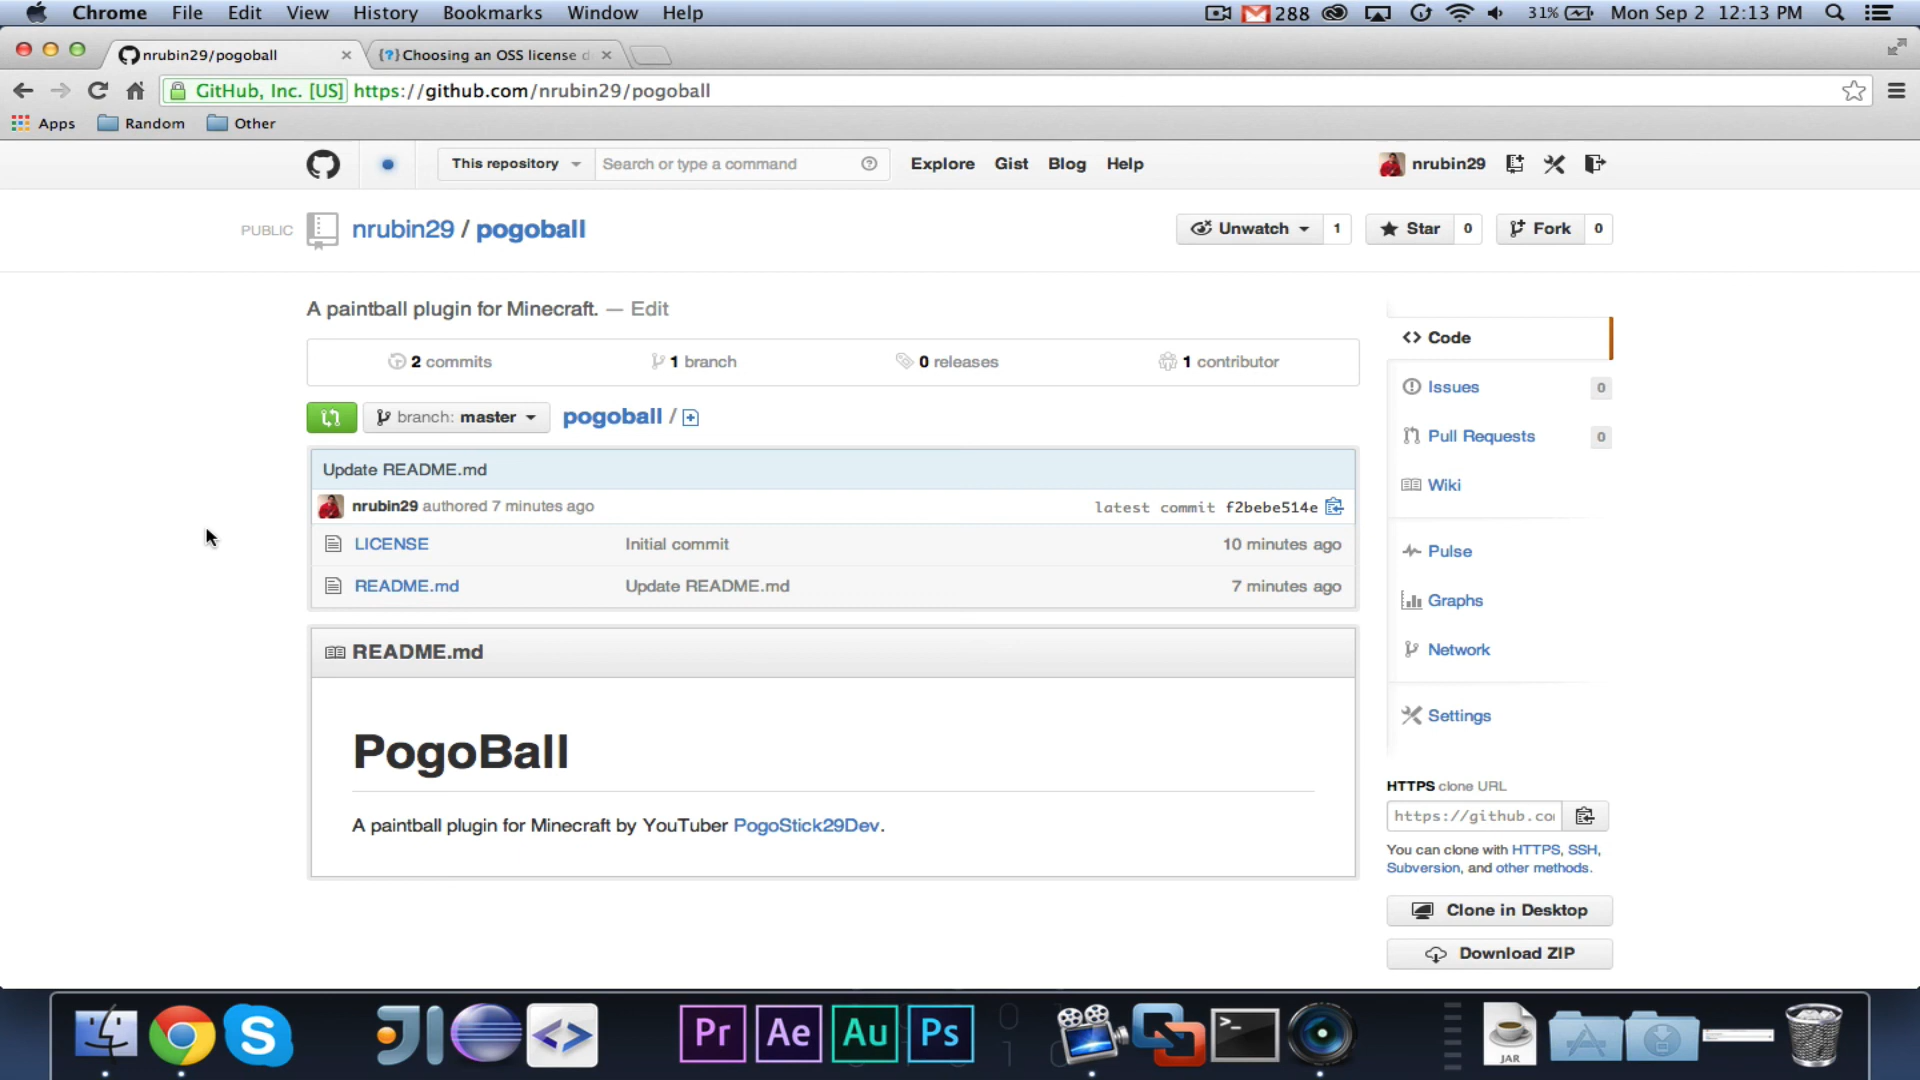 Chrome File Edit View History Bookmarks Window Help 288 31% Mon Sep 2 12:13 PM
nrubin29/pogoball {?} Choosing an OSS license d
GitHub, Inc. [US] https://github.com/nrubin29/pogoball
Apps Random Other
This repository Search or type a command Explore Gist Blog Help nrubin29
PUBLIC nrubin29 / pogoball Unwatch 1 Star 0 Fork 0
A paintball plugin for Minecraft. — Edit
2 commits 1 branch 0 releases 1 contributor
branch: master pogoball /
Update README.md
nrubin29 authored 7 minutes ago latest commit f2bebe514e
LICENSE Initial commit 10 minutes ago
README.md Update README.md 7 minutes ago
README.md
PogoBall
A paintball plugin for Minecraft by YouTuber PogoStick29Dev.
Code
Issues 0
Pull Requests 0
Wiki
Pulse
Graphs
Network
Settings
HTTPS clone URL
https://github.co
You can clone with HTTPS, SSH,
Subversion, and other methods.
Clone in Desktop
Download ZIP
Pr Ae Au Ps
JAR